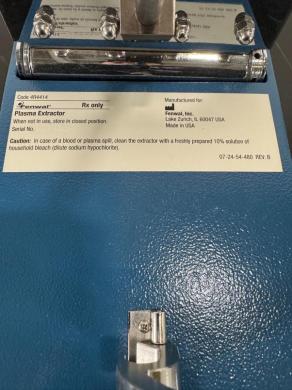 Code 4R4414
Fenwal™ Rx only
Plasma Extractor
When not in use, store in closed position.
Serial No.
Manufactured for:
Fenwal, Inc.
Lake Zurich, IL 60047 USA
Made in USA
Caution: In case of a blood or plasma spill, clean the extractor with a freshly prepared 10% solution of
household bleach (dilute sodium hypochlorite).
07-24-54-480 REV. B